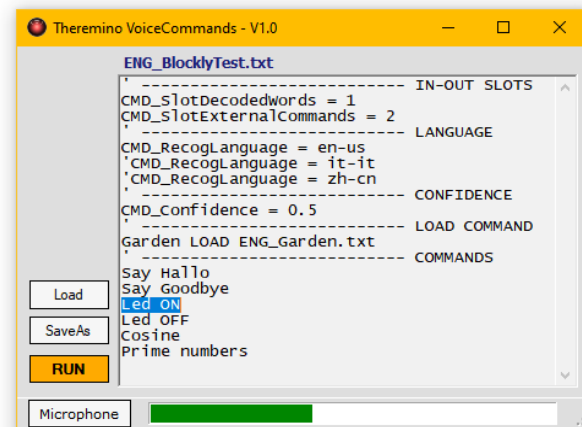 Theremino VoiceCommands - V1.0
ENG_BlocklyTest.txt
' ---------------------------- IN-OUT SLOTS
CMD_SlotDecodedWords = 1
CMD_SlotExternalCommands = 2
' ---------------------------- LANGUAGE
CMD_RecogLanguage = en-us
'CMD_RecogLanguage = it-it
'CMD_RecogLanguage = zh-cn
' ---------------------------- CONFIDENCE
CMD_Confidence = 0.5
' ---------------------------- LOAD COMMAND
Garden LOAD ENG_Garden.txt
' ---------------------------- COMMANDS
Say Hallo
Say Goodbye
Led ON
Led OFF
Cosine
Prime numbers
Load
SaveAs
RUN
Microphone